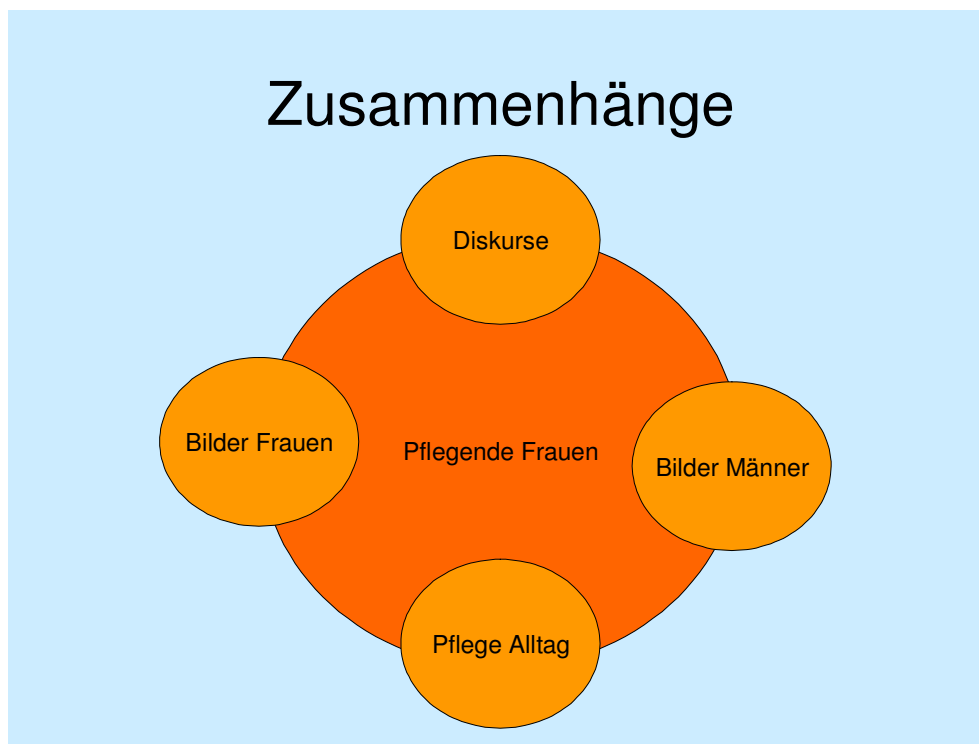 Zusammenhänge
Diskurse
Bilder Frauen
Pflegende Frauen
Bilder Männer
Pflege Alltag